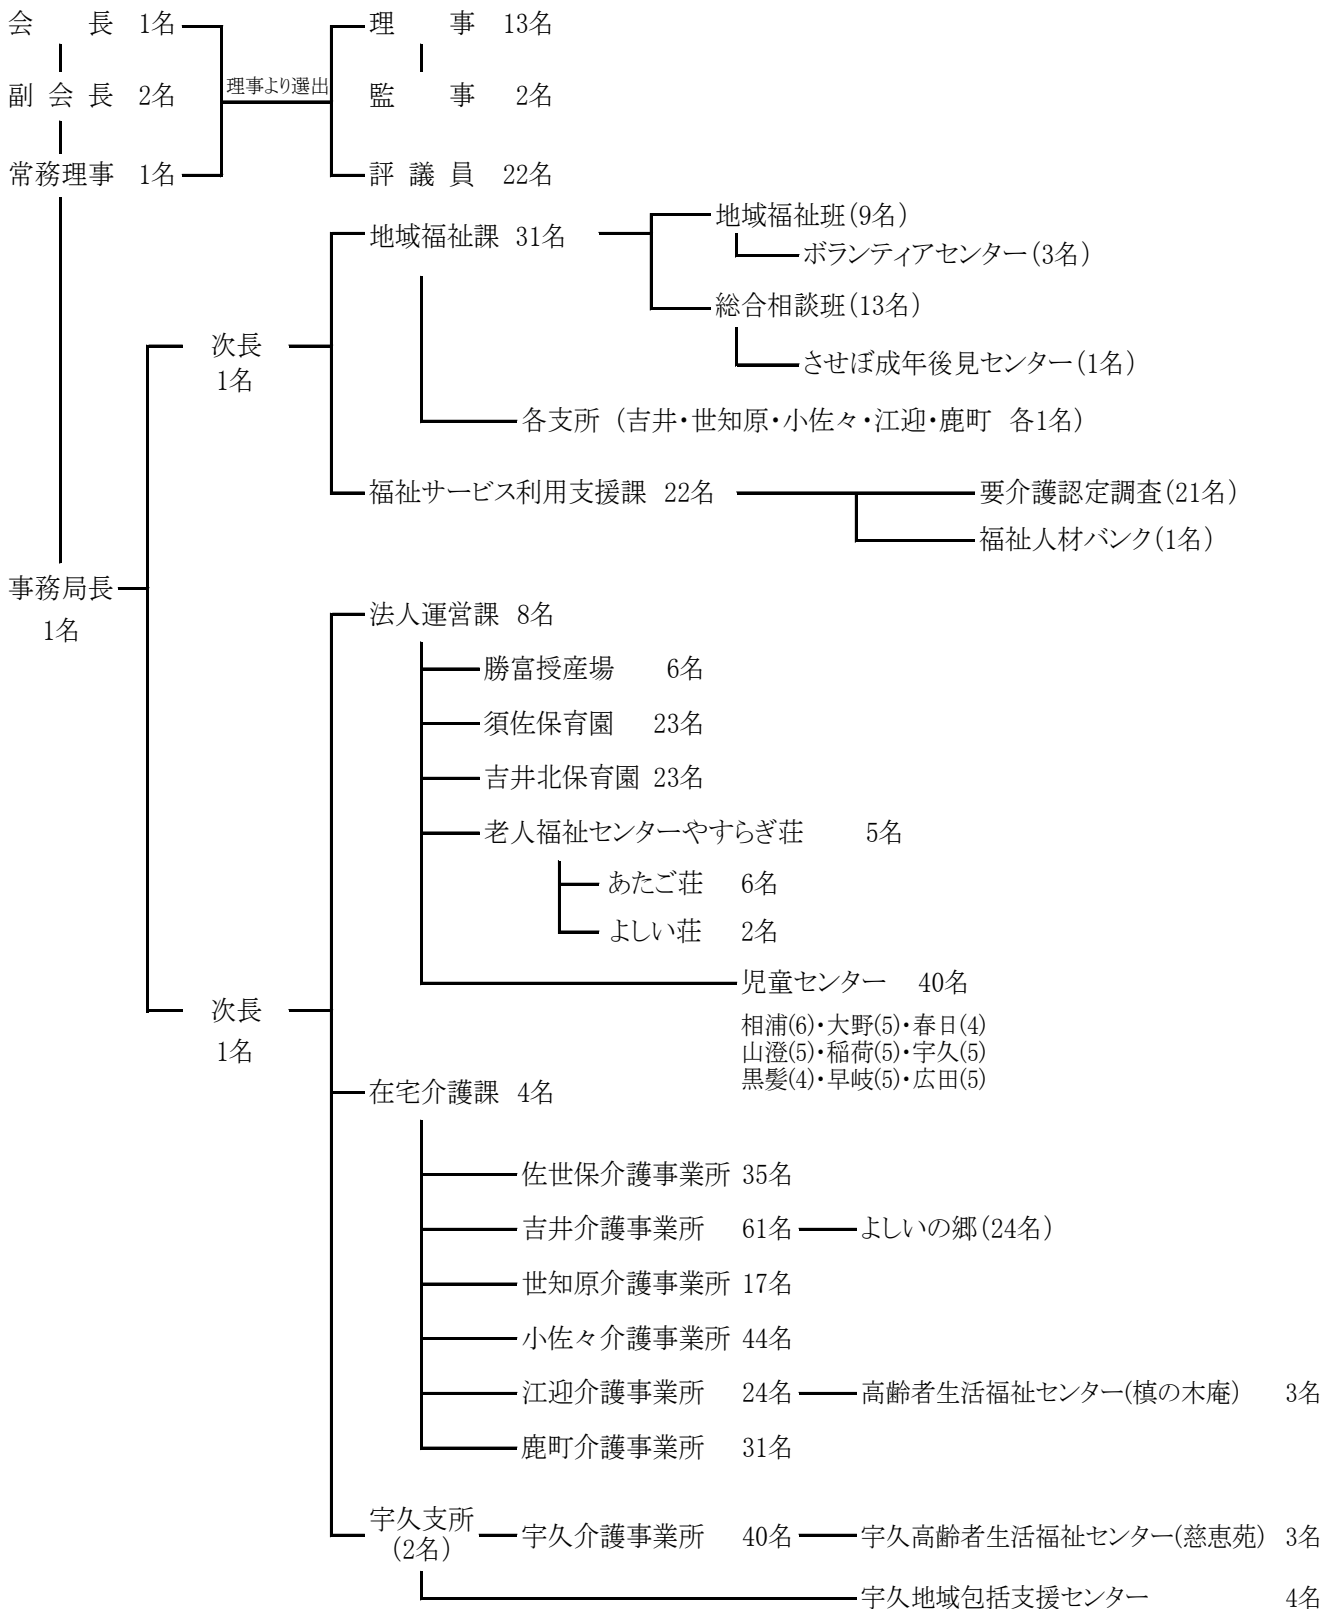 会　長 1名
理　事 13名
理事より選出
副会長 2名
監　事 2名
常務理事 1名
評議員 22名
地域福祉課 31名
地域福祉班(9名)
ボランティアセンター(3名)
総合相談班(13名)
させぼ成年後見センター(1名)
次長
1名
各支所 (吉井・世知原・小佐々・江迎・鹿町 各1名)
福祉サービス利用支援課 22名
要介護認定調査(21名)
福祉人材バンク(1名)
事務局長
1名
法人運営課 8名
勝富授産場 6名
須佐保育園 23名
吉井北保育園 23名
老人福祉センターやすらぎ荘 5名
あたご荘 6名
よしい荘 2名
児童センター 40名
相浦(6)・大野(5)・春日(4)
山澄(5)・稲荷(5)・宇久(5)
黒髪(4)・早岐(5)・広田(5)
次長
1名
在宅介護課 4名
佐世保介護事業所 35名
吉井介護事業所 61名
よしいの郷(24名)
世知原介護事業所 17名
小佐々介護事業所 44名
江迎介護事業所 24名
高齢者生活福祉センター(槙の木庵) 3名
鹿町介護事業所 31名
宇久支所
(2名)
宇久介護事業所 40名
宇久高齢者生活福祉センター(慈恵苑) 3名
宇久地域包括支援センター 4名